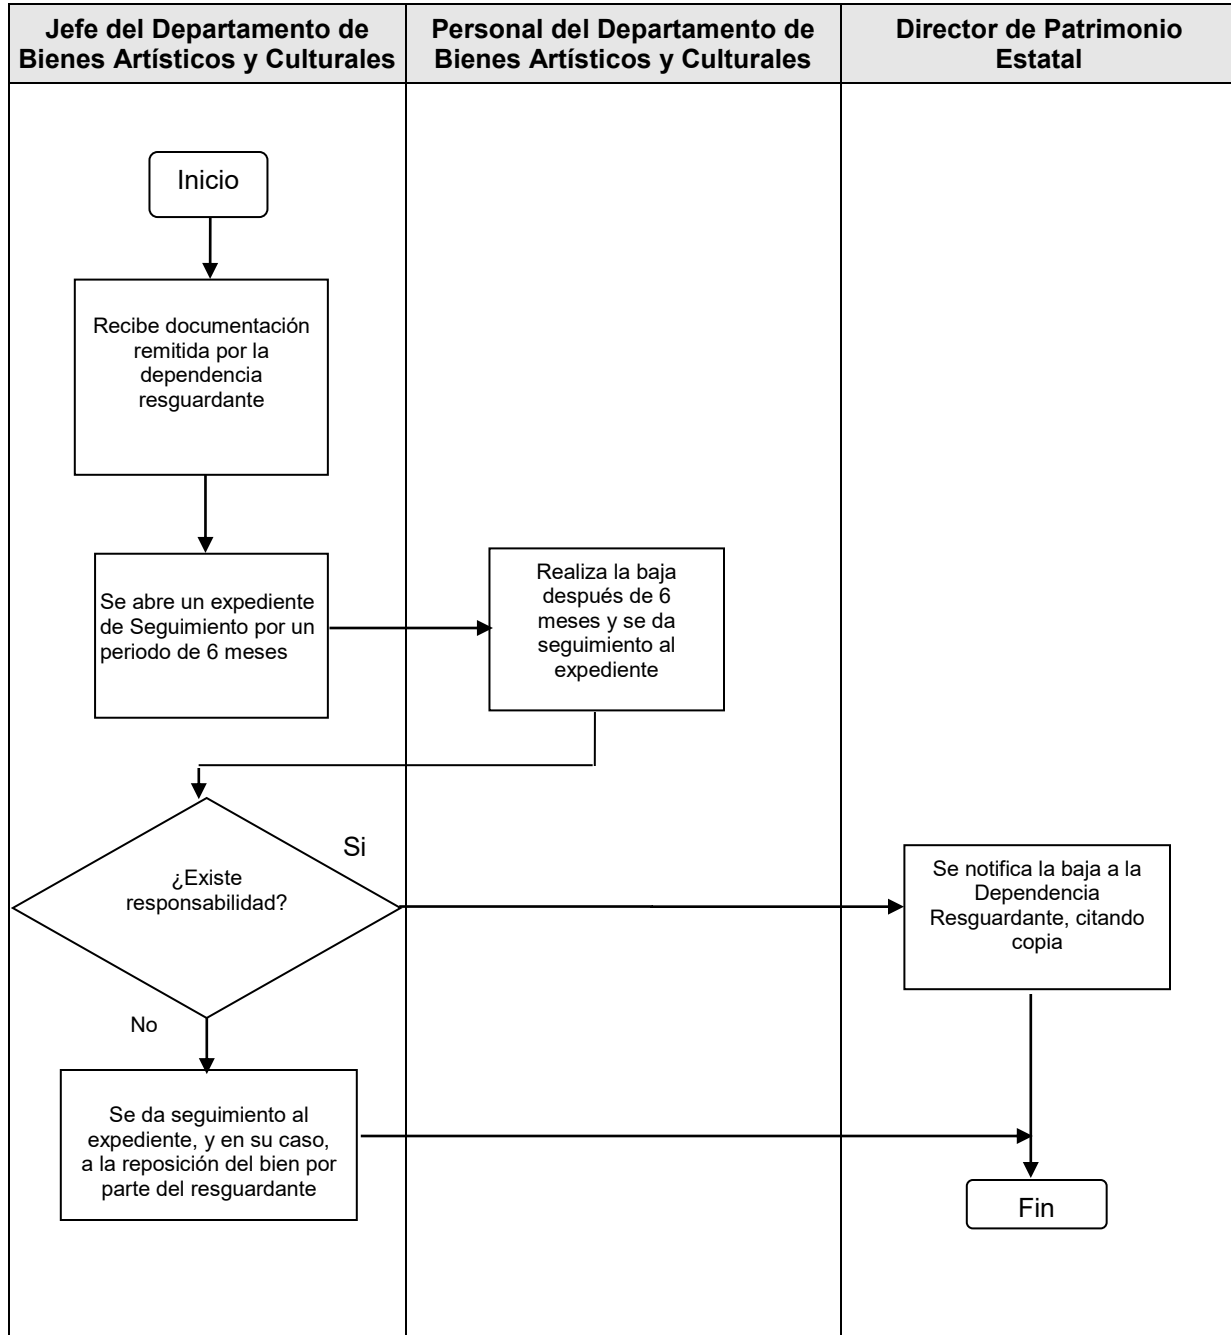 Jefe del Departamento de
Bienes Artísticos y Culturales
Personal del Departamento de
Bienes Artísticos y Culturales
Director de Patrimonio
Estatal
Inicio
Recibe documentación
remitida por la
dependencia
resguardante
Se abre un expediente
de Seguimiento por un
periodo de 6 meses
Realiza la baja
después de 6
meses y se da
seguimiento al
expediente
¿Existe
responsabilidad?
Si
Se notifica la baja a la
Dependencia
Resguardante, citando
copia
No
Se da seguimiento al
expediente, y en su caso,
a la reposición del bien por
parte del resguardante
Fin